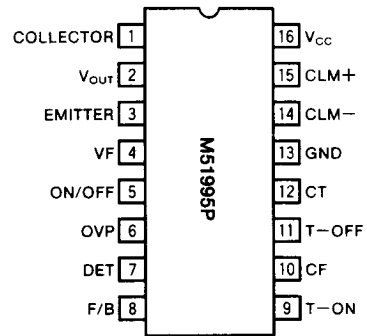 COLLECTOR 1 16 VCC
VOUT 2 15 CLM+
EMITTER 3 14 CLM−
VF 4 13 GND
ON/OFF 5 12 CT
OVP 6 11 T−OFF
DET 7 10 CF
F/B 8 9 T−ON
M51995P